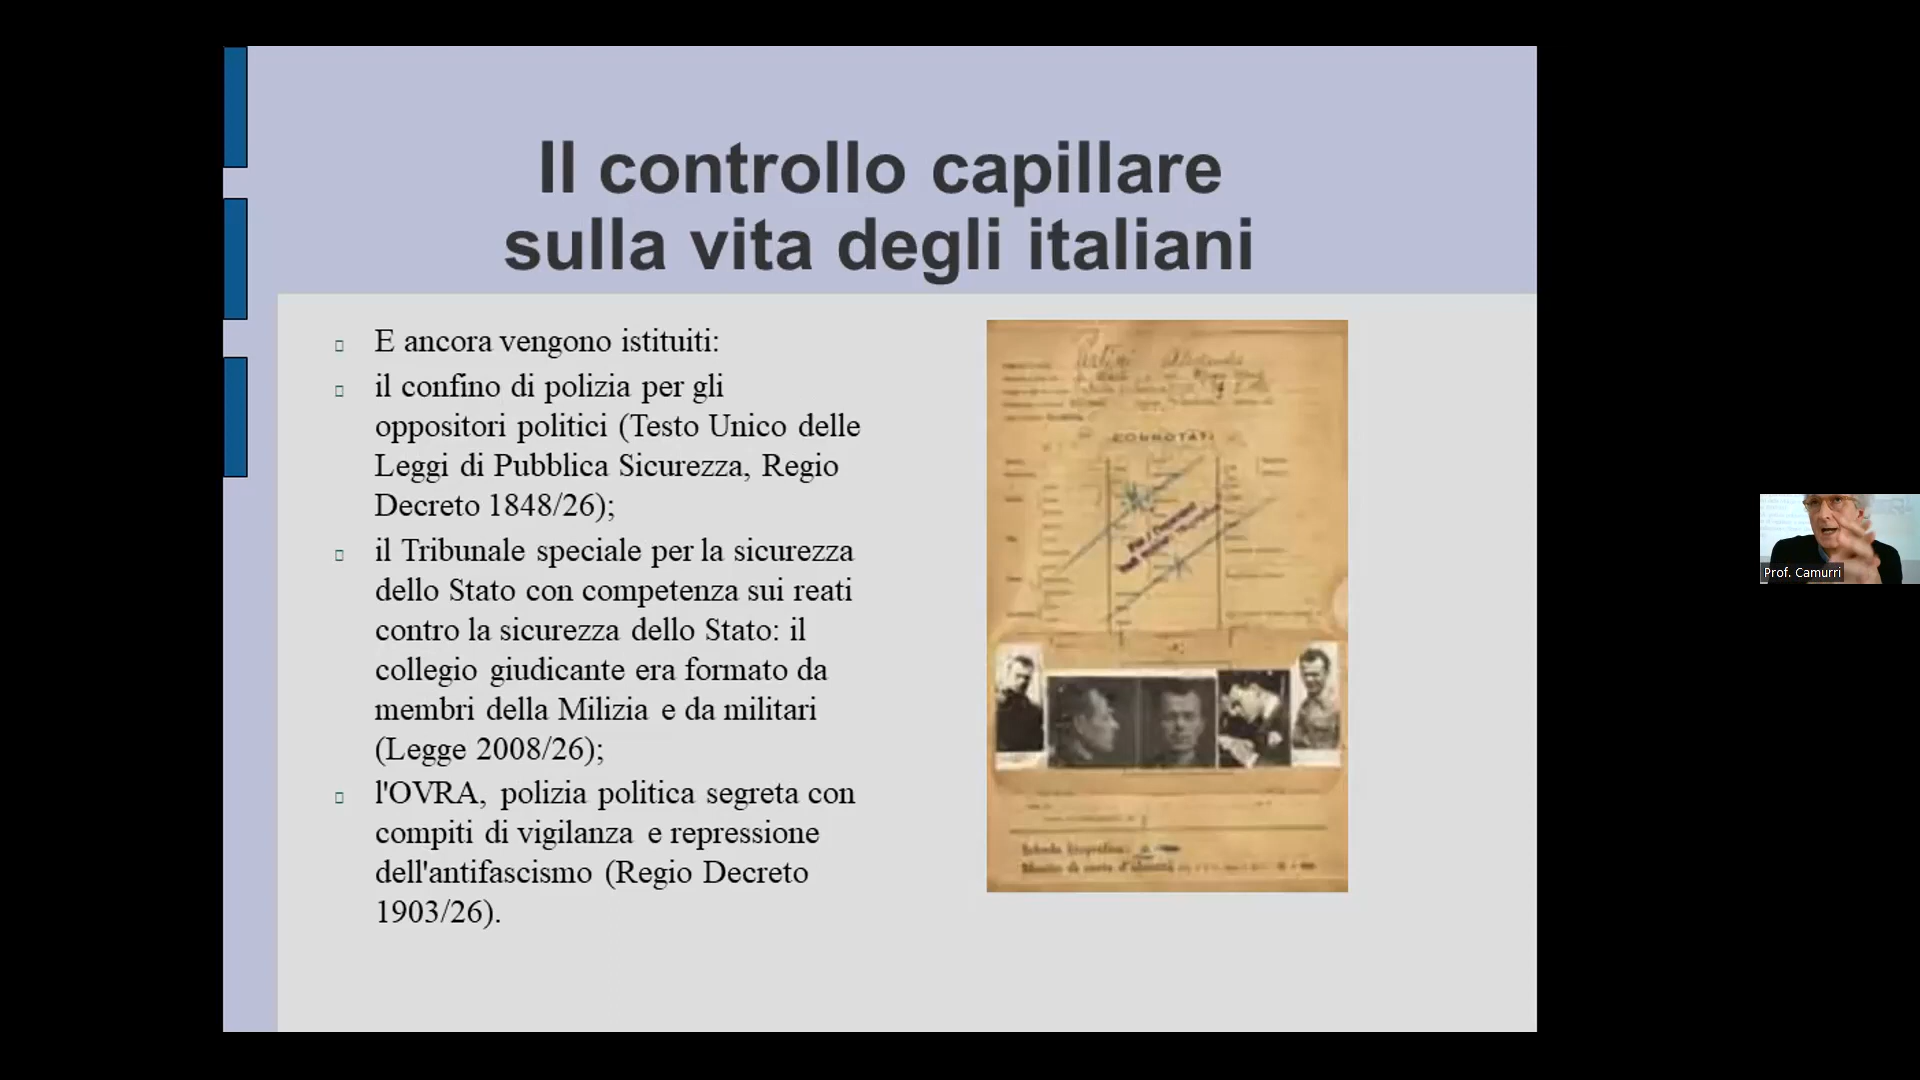 Il controllo capillare
sulla vita degli italiani
E ancora vengono istituiti:
il confino di polizia per gli
oppositori politici (Testo Unico delle
Leggi di Pubblica Sicurezza, Regio
Decreto 1848/26);
il Tribunale speciale per la sicurezza
dello Stato con competenza sui reati
contro la sicurezza dello Stato: il
collegio giudicante era formato da
membri della Milizia e da militari
(Legge 2008/26);
l'OVRA, polizia politica segreta con
compiti di vigilanza e repressione
dell'antifascismo (Regio Decreto
1903/26).
CONNOTATI
Prof. Camurri